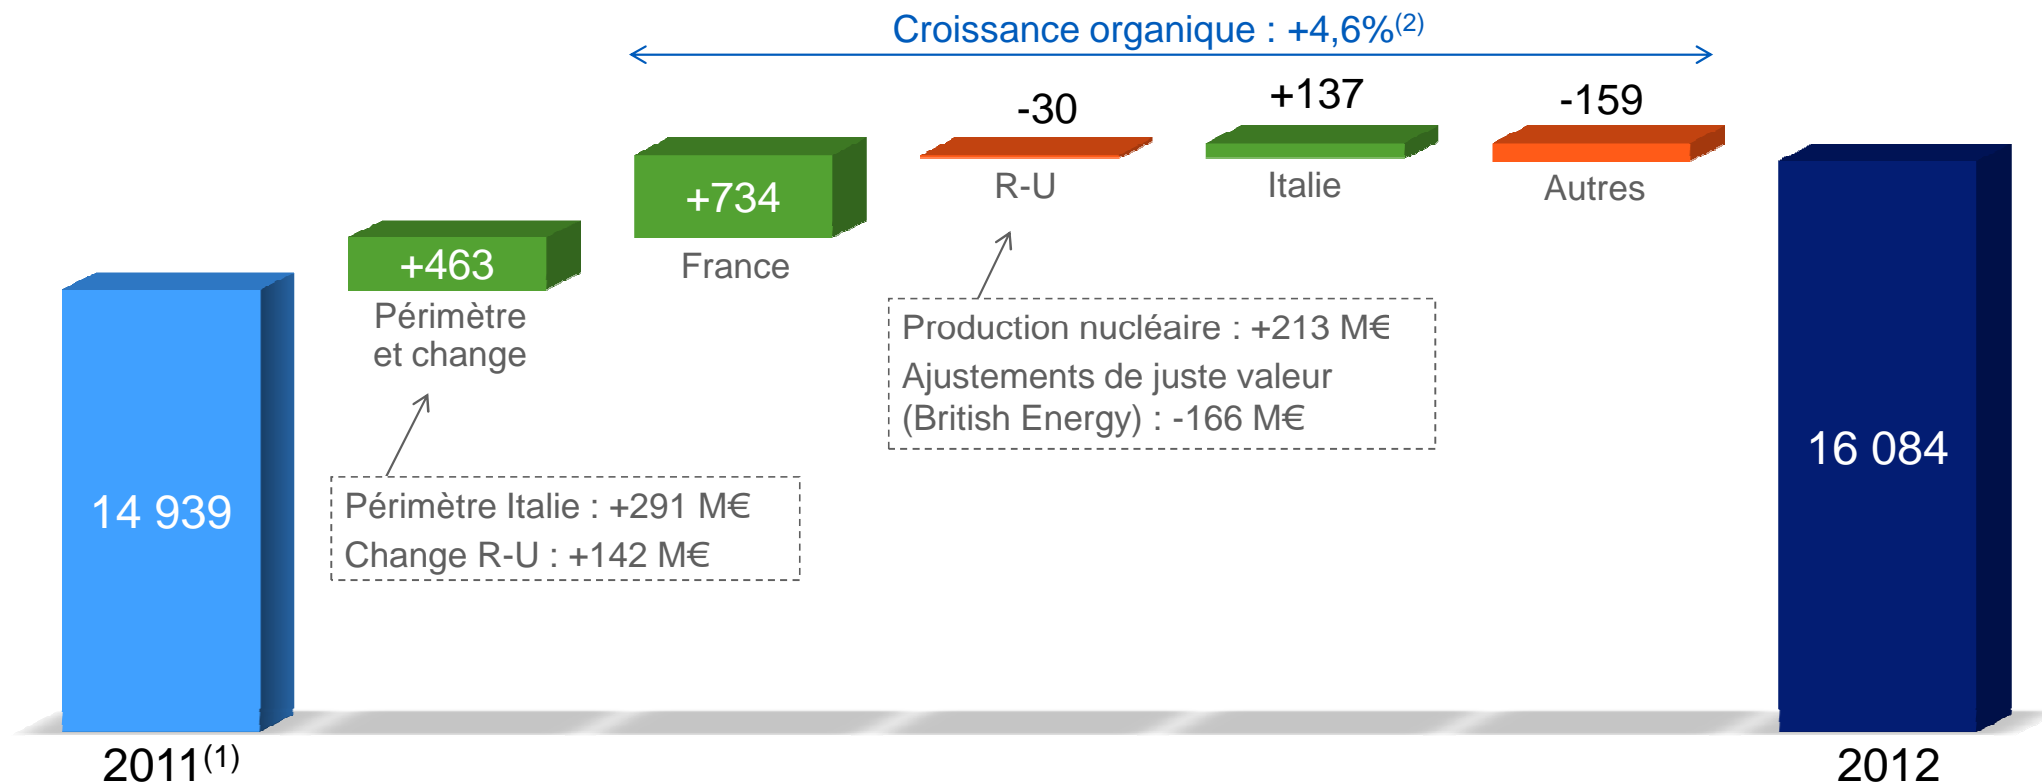 Croissance organique : +4,6%(2)
-30
+137
-159
+734
R-U
Italie
Autres
+463
France
Périmètre
et change
Production nucléaire : +213 M€
Ajustements de juste valeur
(British Energy) : -166 M€
14 939
16 084
Périmètre Italie : +291 M€
Change R-U : +142 M€
2011(1)
2012